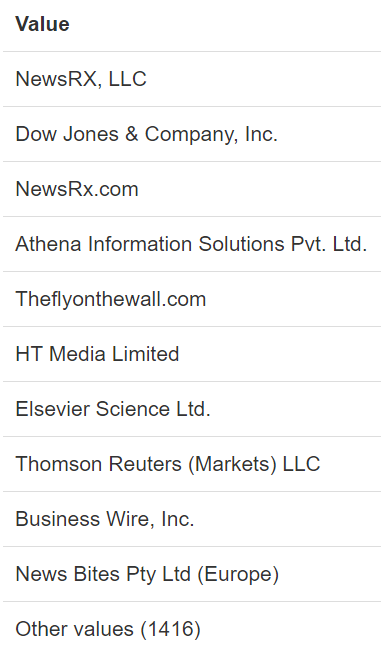 Value
NewsRX, LLC
Dow Jones & Company, Inc.
NewsRx.com
Athena Information Solutions Pvt. Ltd.
Theflyonthewall.com
HT Media Limited
Elsevier Science Ltd.
Thomson Reuters (Markets) LLC
Business Wire, Inc.
News Bites Pty Ltd (Europe)
Other values (1416)